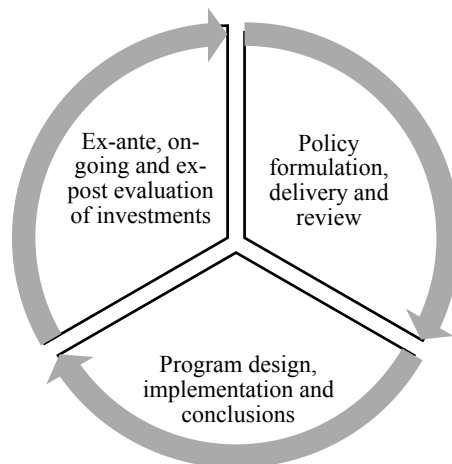 Ex-ante, on-
going and ex-
post evaluation
of investments
Policy
formulation,
delivery and
review
Program design,
implementation and
conclusions